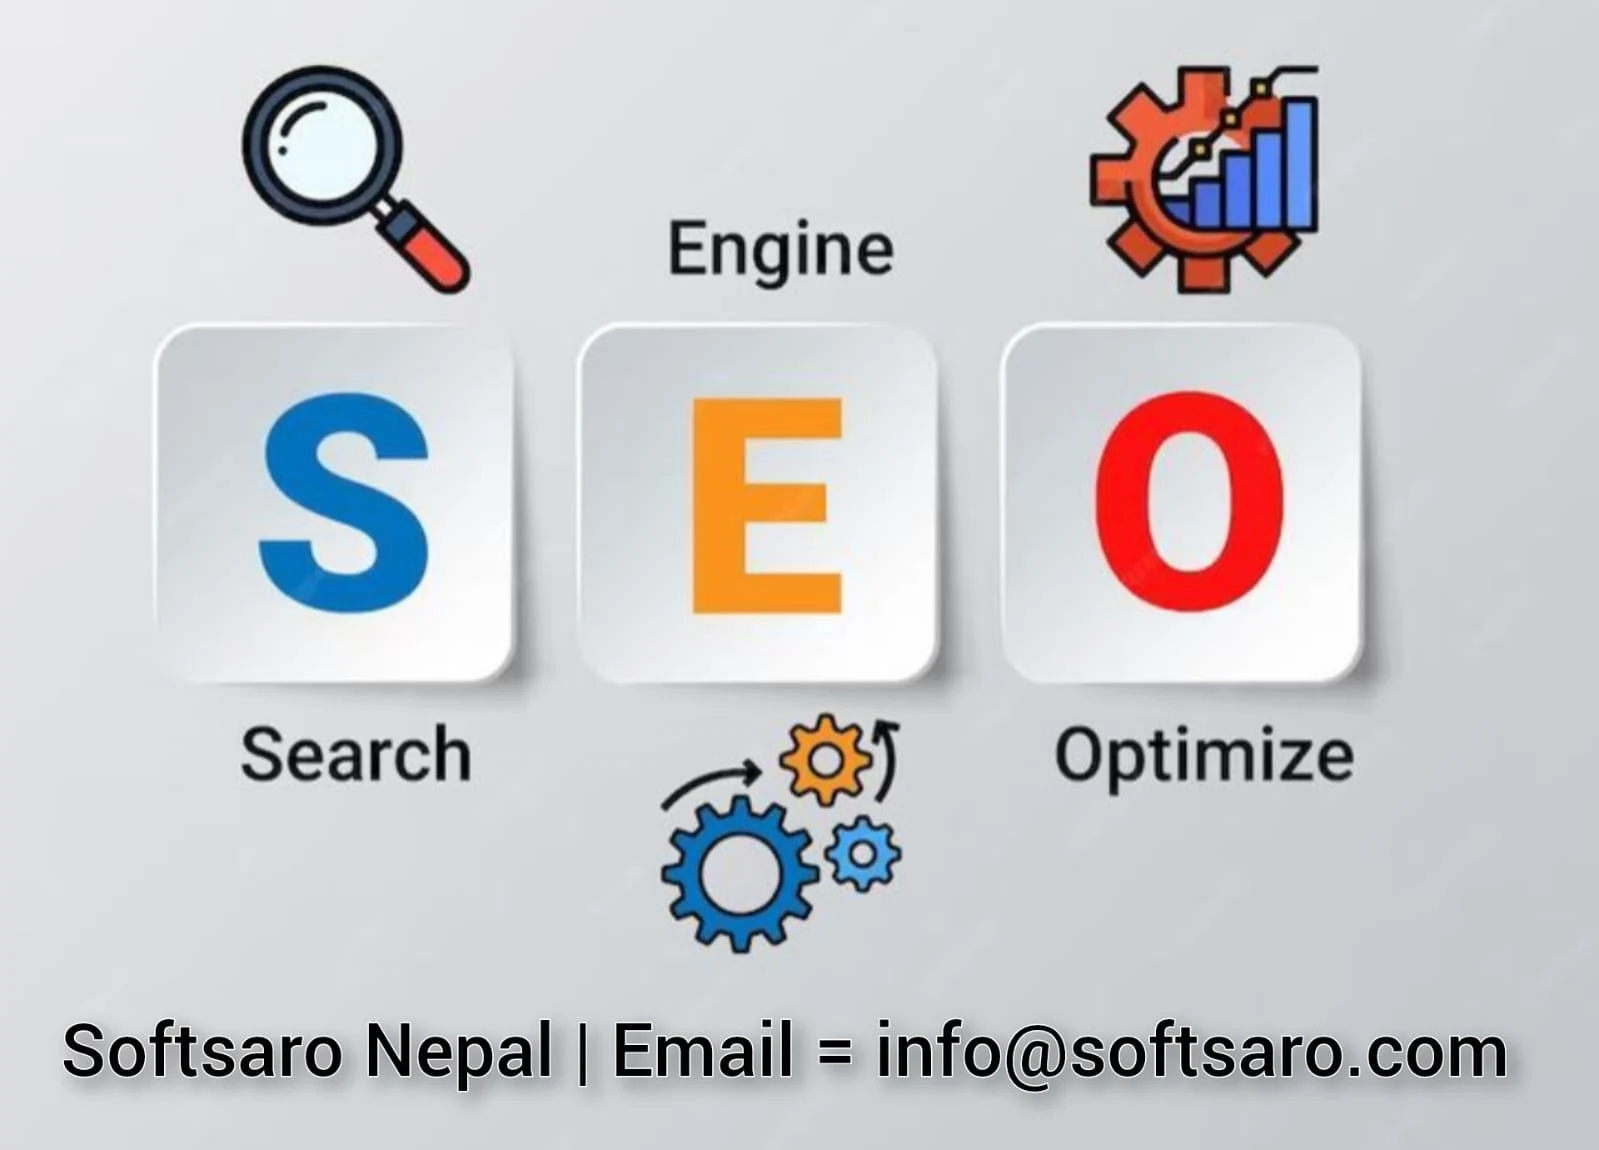 Engine
S E O
Search
Optimize
Softsaro Nepal | Email = info@softsaro.com